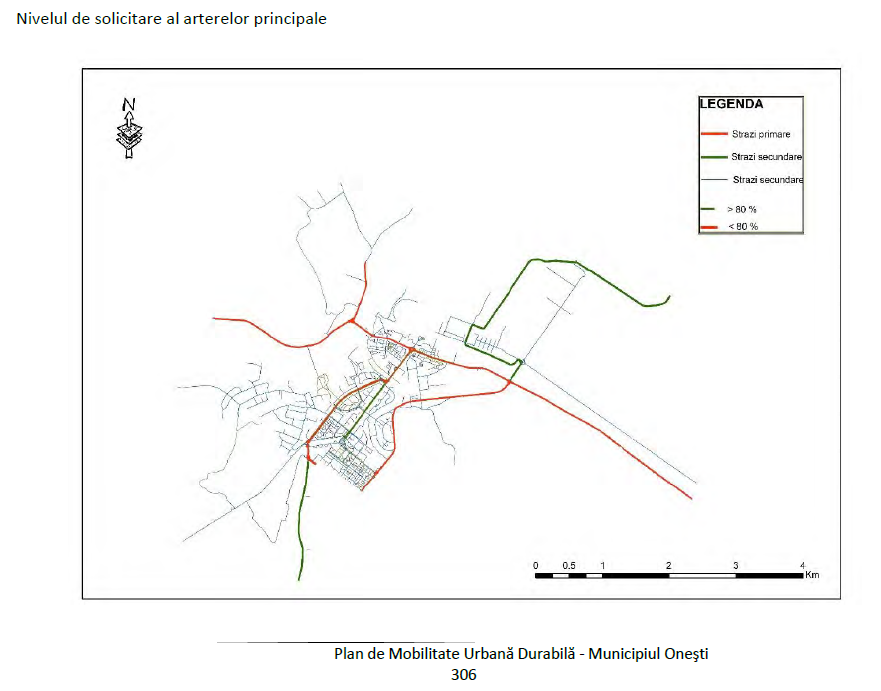 Nivelul de solicitare al arterelor principale
N
LEGENDA
Strazi primare
Strazi secundare
Strazi secundare
> 80 %
< 80 %
0 0.5 1 2 3 4
Km
Plan de Mobilitate Urbană Durabilă - Municipiul Oneşti
306